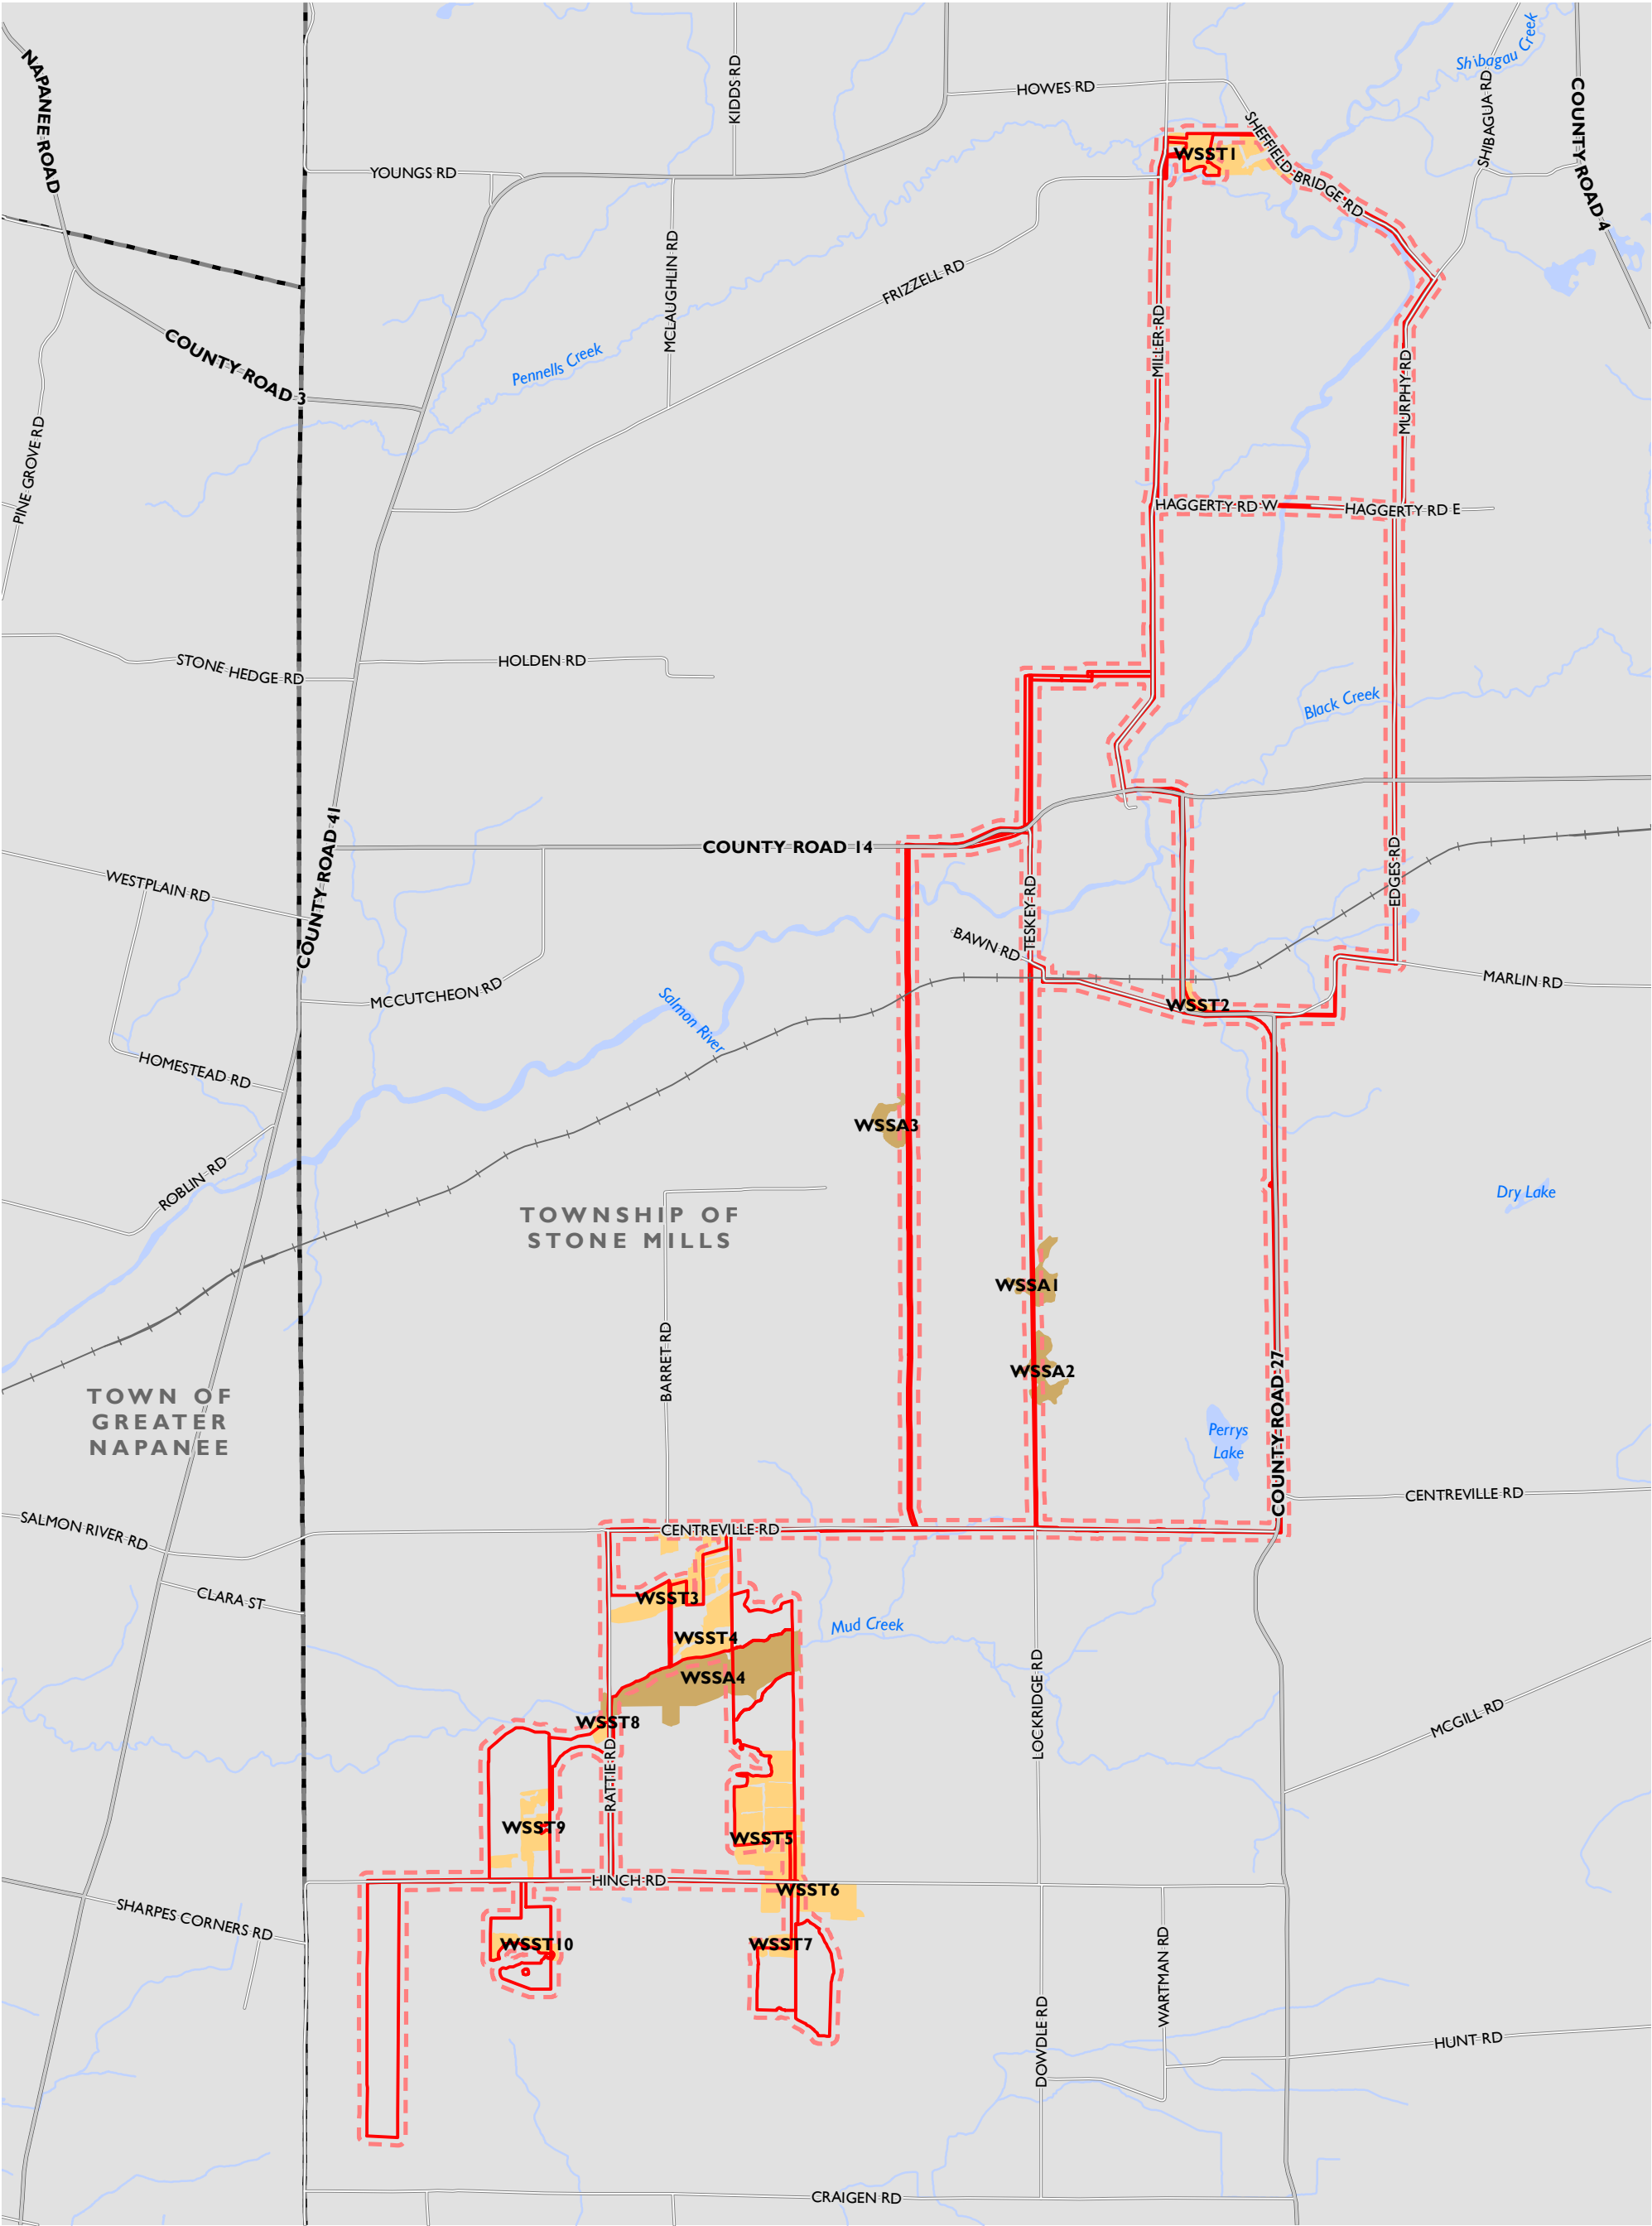 Shibagau Creek
NAPANEE ROAD
KIDDS RD
HOWES RD
SHIBAGUA RD
COUNTY ROAD 4
SHEFFIELD BRIDGE RD
WSST1
YOUNGS RD
MCLAUGHLIN RD
FRIZZELL RD
MILLER RD
COUNTY ROAD 3
Pennells Creek
MURPHY RD
PINE GROVE RD
HAGGERTY RD W
HAGGERTY RD E
STONE HEDGE RD
HOLDEN RD
Black Creek
COUNTY ROAD 41
COUNTY ROAD 14
EDGES RD
WESTPLAIN RD
TESKEY RD
BAWN RD
MARLIN RD
MCCUTCHEON RD
WSST2
Salmon River
HOMESTEAD RD
WSSA3
ROBLIN RD
Dry Lake
TOWNSHIP OF
STONE MILLS
WSSA1
BARRET RD
WSSA2
COUNTY ROAD 27
TOWN OF
GREATER
NAPANEE
Perrys
Lake
CENTREVILLE RD
SALMON RIVER RD
CENTREVILLE RD
CLARA ST
WSST3
Mud Creek
WSST4
WSSA4
LOCKRIDGE RD
MCGILL RD
WSST8
RATTIE RD
WSST9
WSST5
HINCH RD
WSST6
SHARPES CORNERS RD
WSST10
WSST7
WARTMAN RD
DOWDLE RD
HUNT RD
CRAIGEN RD